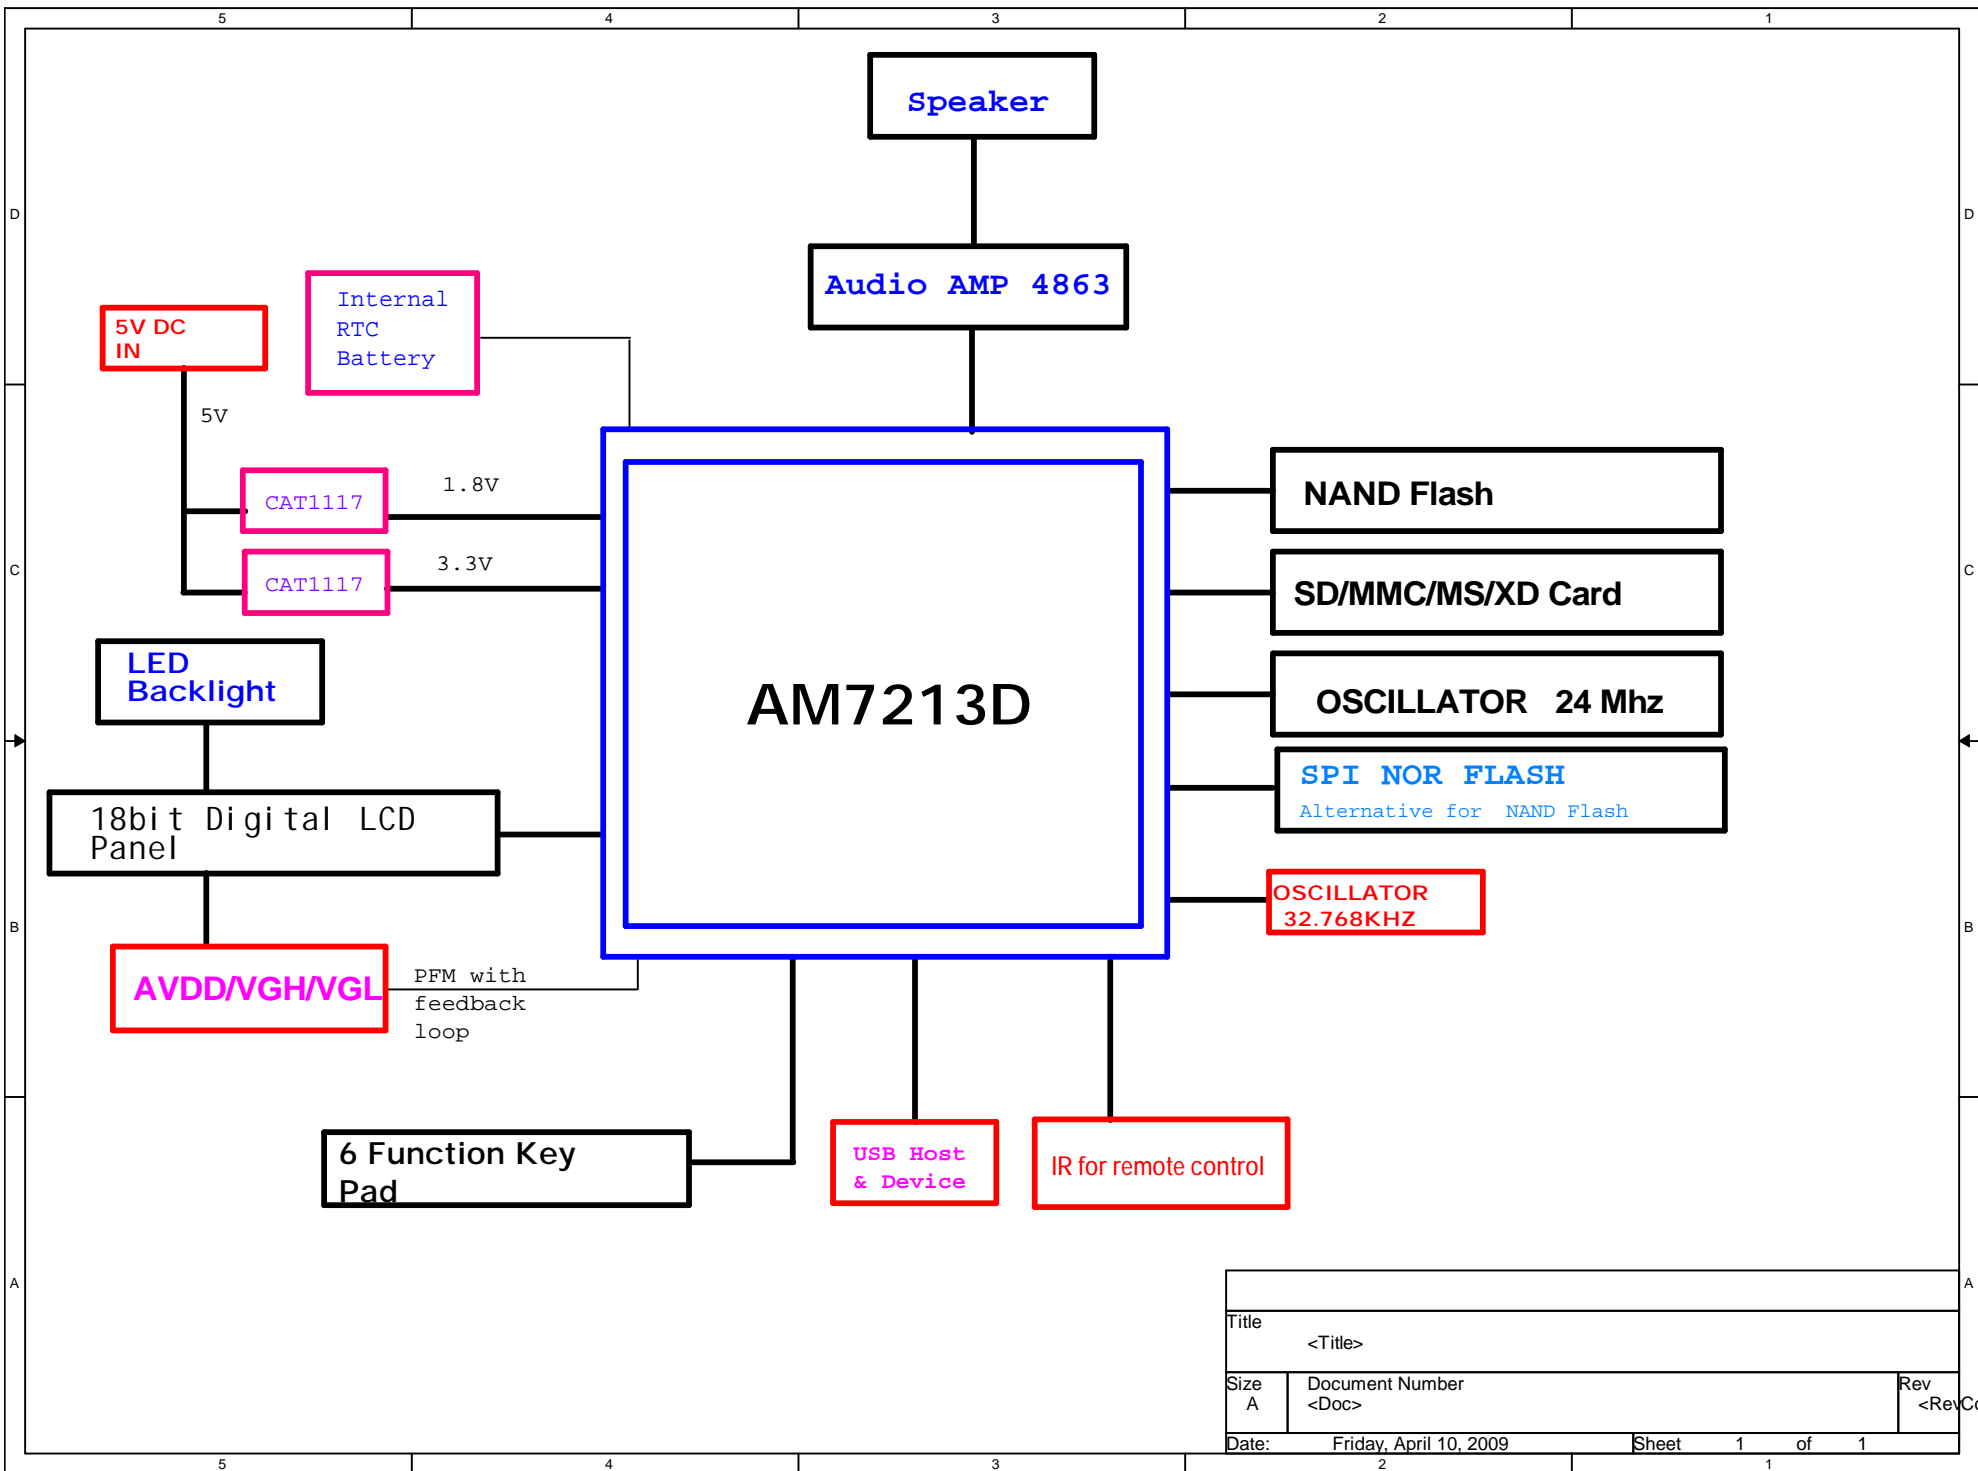 5 4 3 2 1
Speaker
D D
Audio AMP 4863
Internal
RTC
Battery
5V DC
IN
5V
CAT1117
1.8V
CAT1117
3.3V
NAND Flash
C C
SD/MMC/MS/XD Card
LED
Backlight
AM7213D
OSCILLATOR 24 Mhz
SPI NOR FLASH
Alternative for NAND Flash
18bit Digital LCD
Panel
OSCILLATOR
32.768KHZ
B B
AVDD/VGH/VGL
PFM with
feedback
loop
6 Function Key
Pad
USB Host
& Device
IR for remote control
A A
Title
<Title>
Size
A
Document Number
<Doc>
Rev
<RevCo
Date: Friday, April 10, 2009 Sheet 1 of 1
5 4 3 2 1